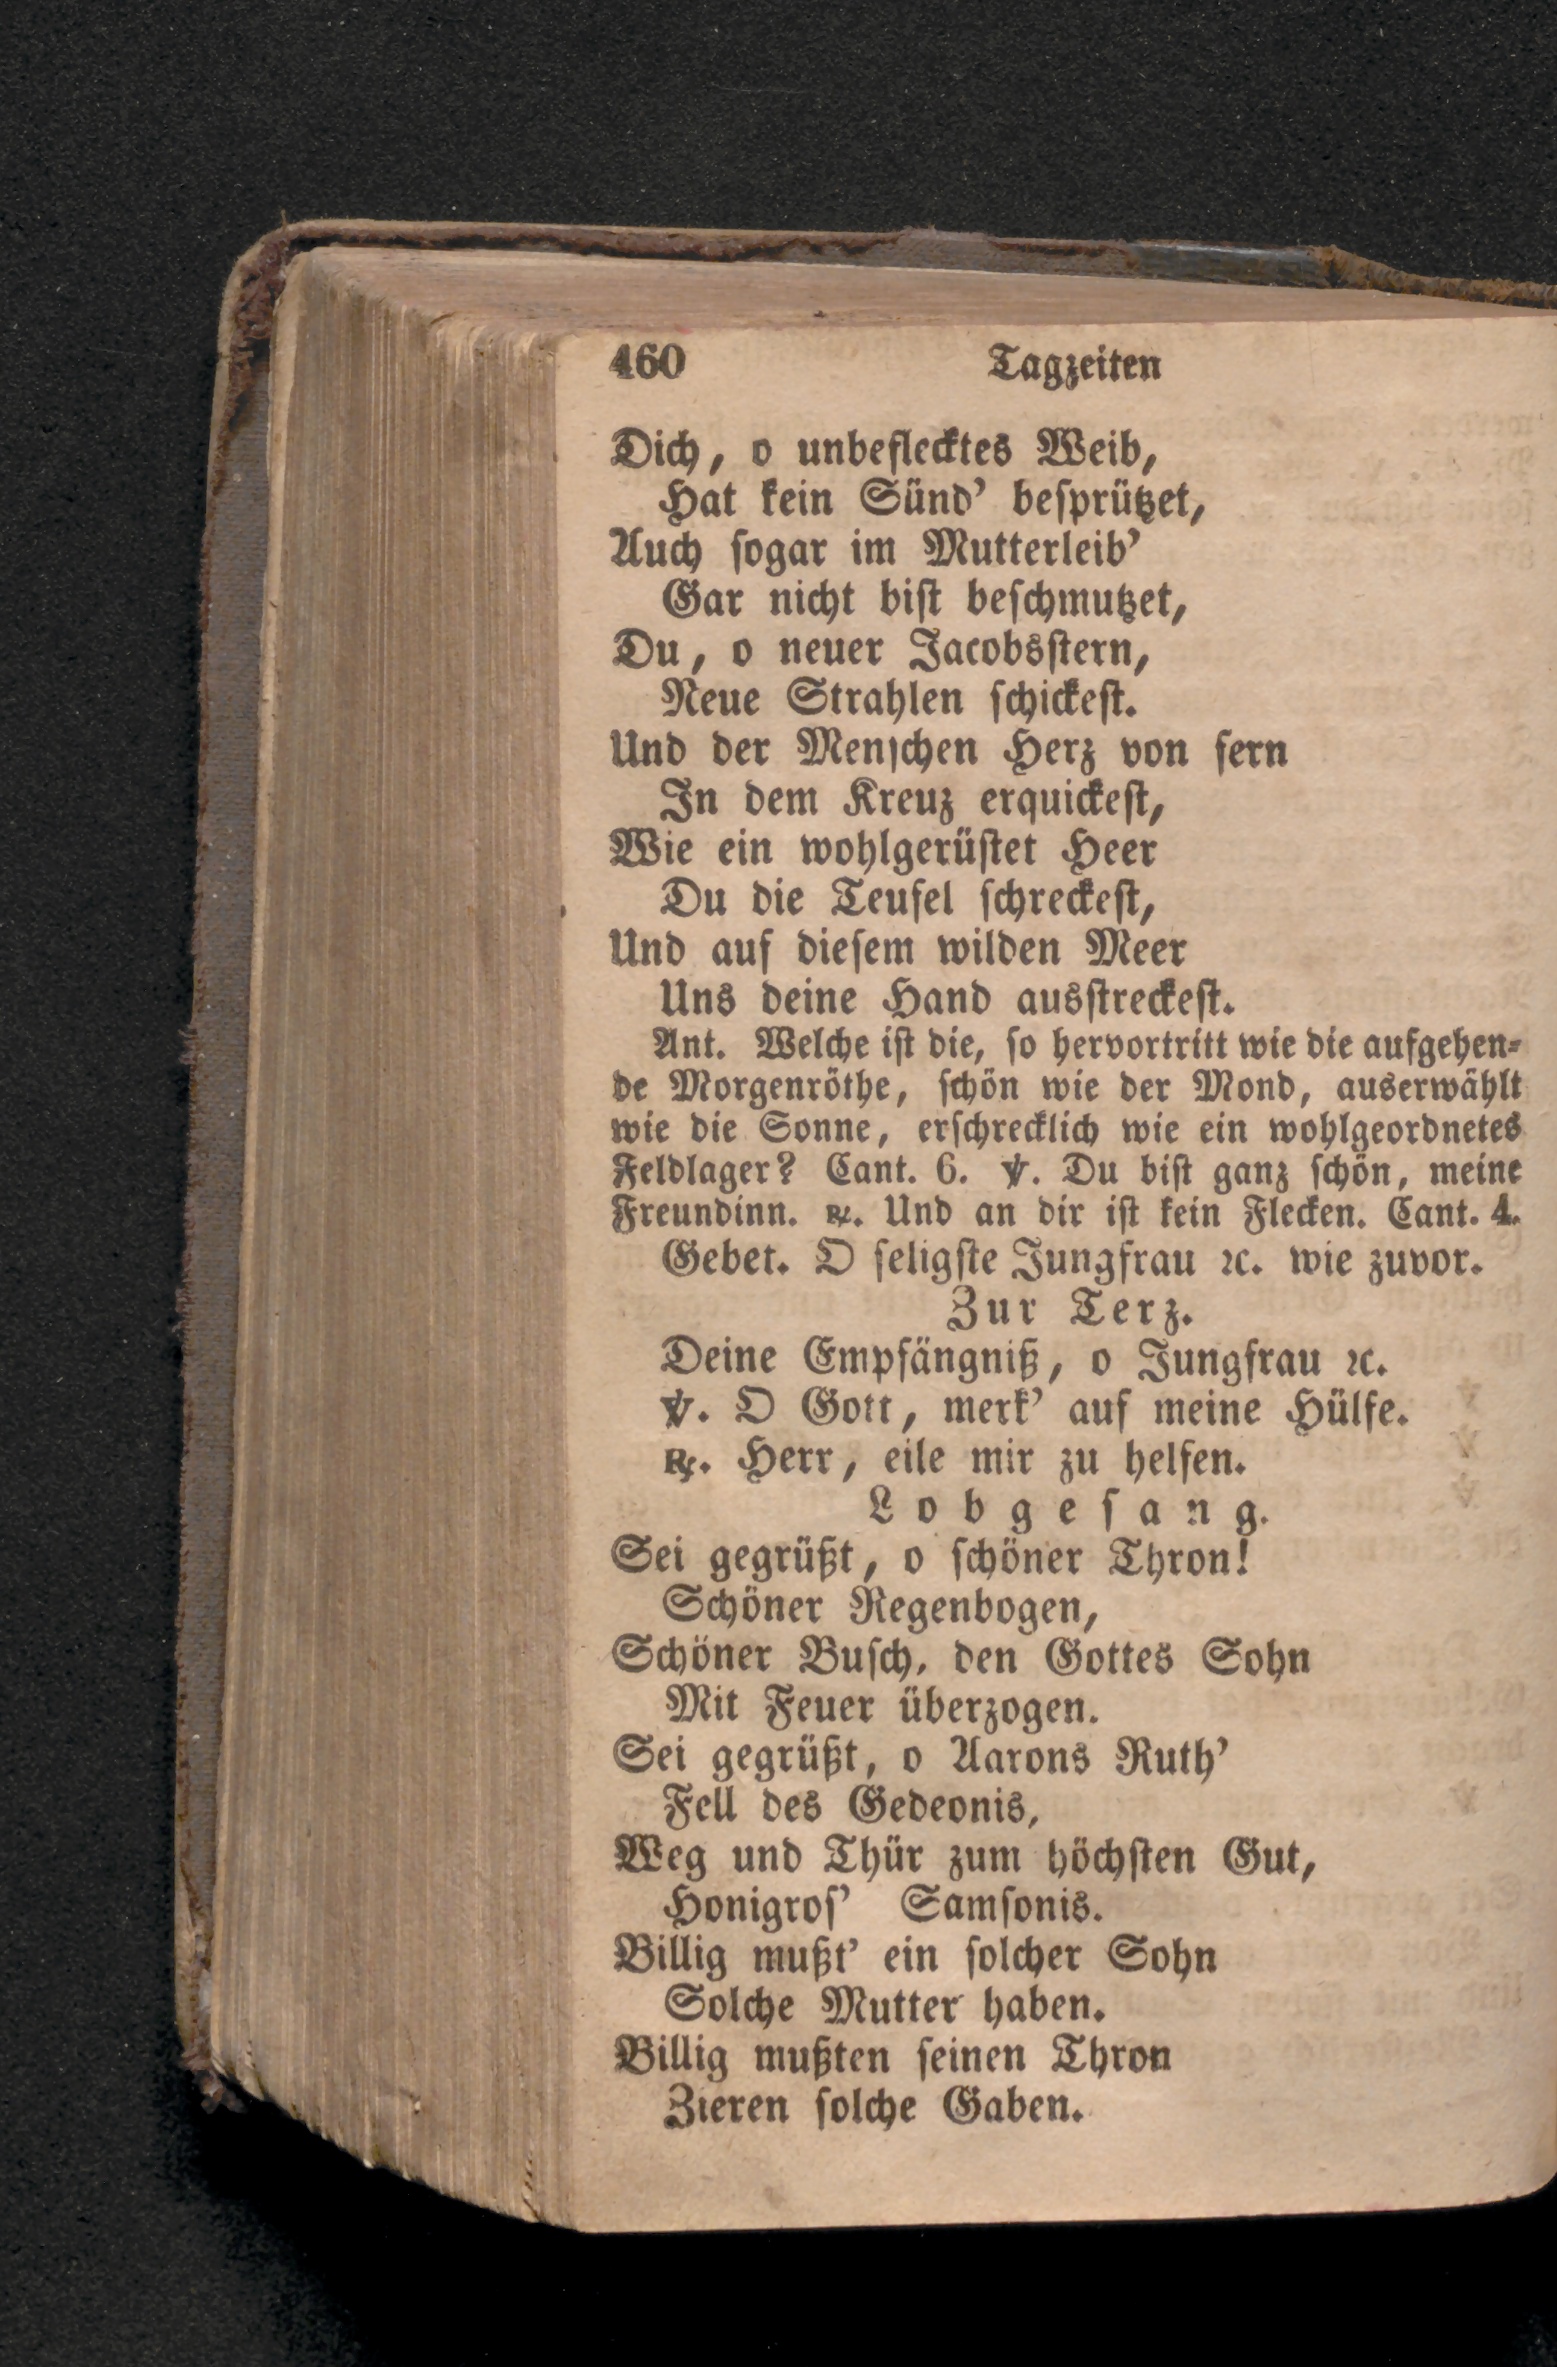 460 Tagzeiten
Dich, o unbeflecktes Weib,
Hat kein Sünd' beſprützet,
Auch ſogar im Mutterleib'
Gar nicht biſt beſchmutzet,
Du, o neuer Jacobsſtern,
Neue Strahlen ſchickeſt.
Und der Menſchen Herz von fern
In dem Kreuz erquickeſt,
Wie ein wohlgerüſtet Heer
Du die Teufel ſchreckeſt,
Und auf dieſem wilden Meer
Uns deine Hand ausſtreckeſt.
Ant. Welche iſt die, ſo hervortritt wie die aufgehen-
de Morgenröthe, ſchön wie der Mond, auserwählt
wie die Sonne, erſchrecklich wie ein wohlgeordnetes
Feldlager? Cant. 6. ℣. Du biſt ganz ſchön, meine
Freundinn. ℟. Und an dir iſt kein Flecken. Cant. 4.
Gebet. O ſeligſte Jungfrau ꝛc. wie zuvor.
Zur Terz.
Deine Empfängniß, o Jungfrau ꝛc.
℣. O Gott, merk' auf meine Hülfe.
℟. Herr, eile mir zu helfen.
Lobgeſang.
Sei gegrüßt, o ſchöner Thron!
Schöner Regenbogen,
Schöner Buſch, den Gottes Sohn
Mit Feuer überzogen.
Sei gegrüßt, o Aarons Ruth'
Fell des Gedeonis,
Weg und Thür zum höchſten Gut,
Honigroſ' Samſonis.
Billig mußt' ein ſolcher Sohn
Solche Mutter haben.
Billig mußten ſeinen Thron
Zieren ſolche Gaben.